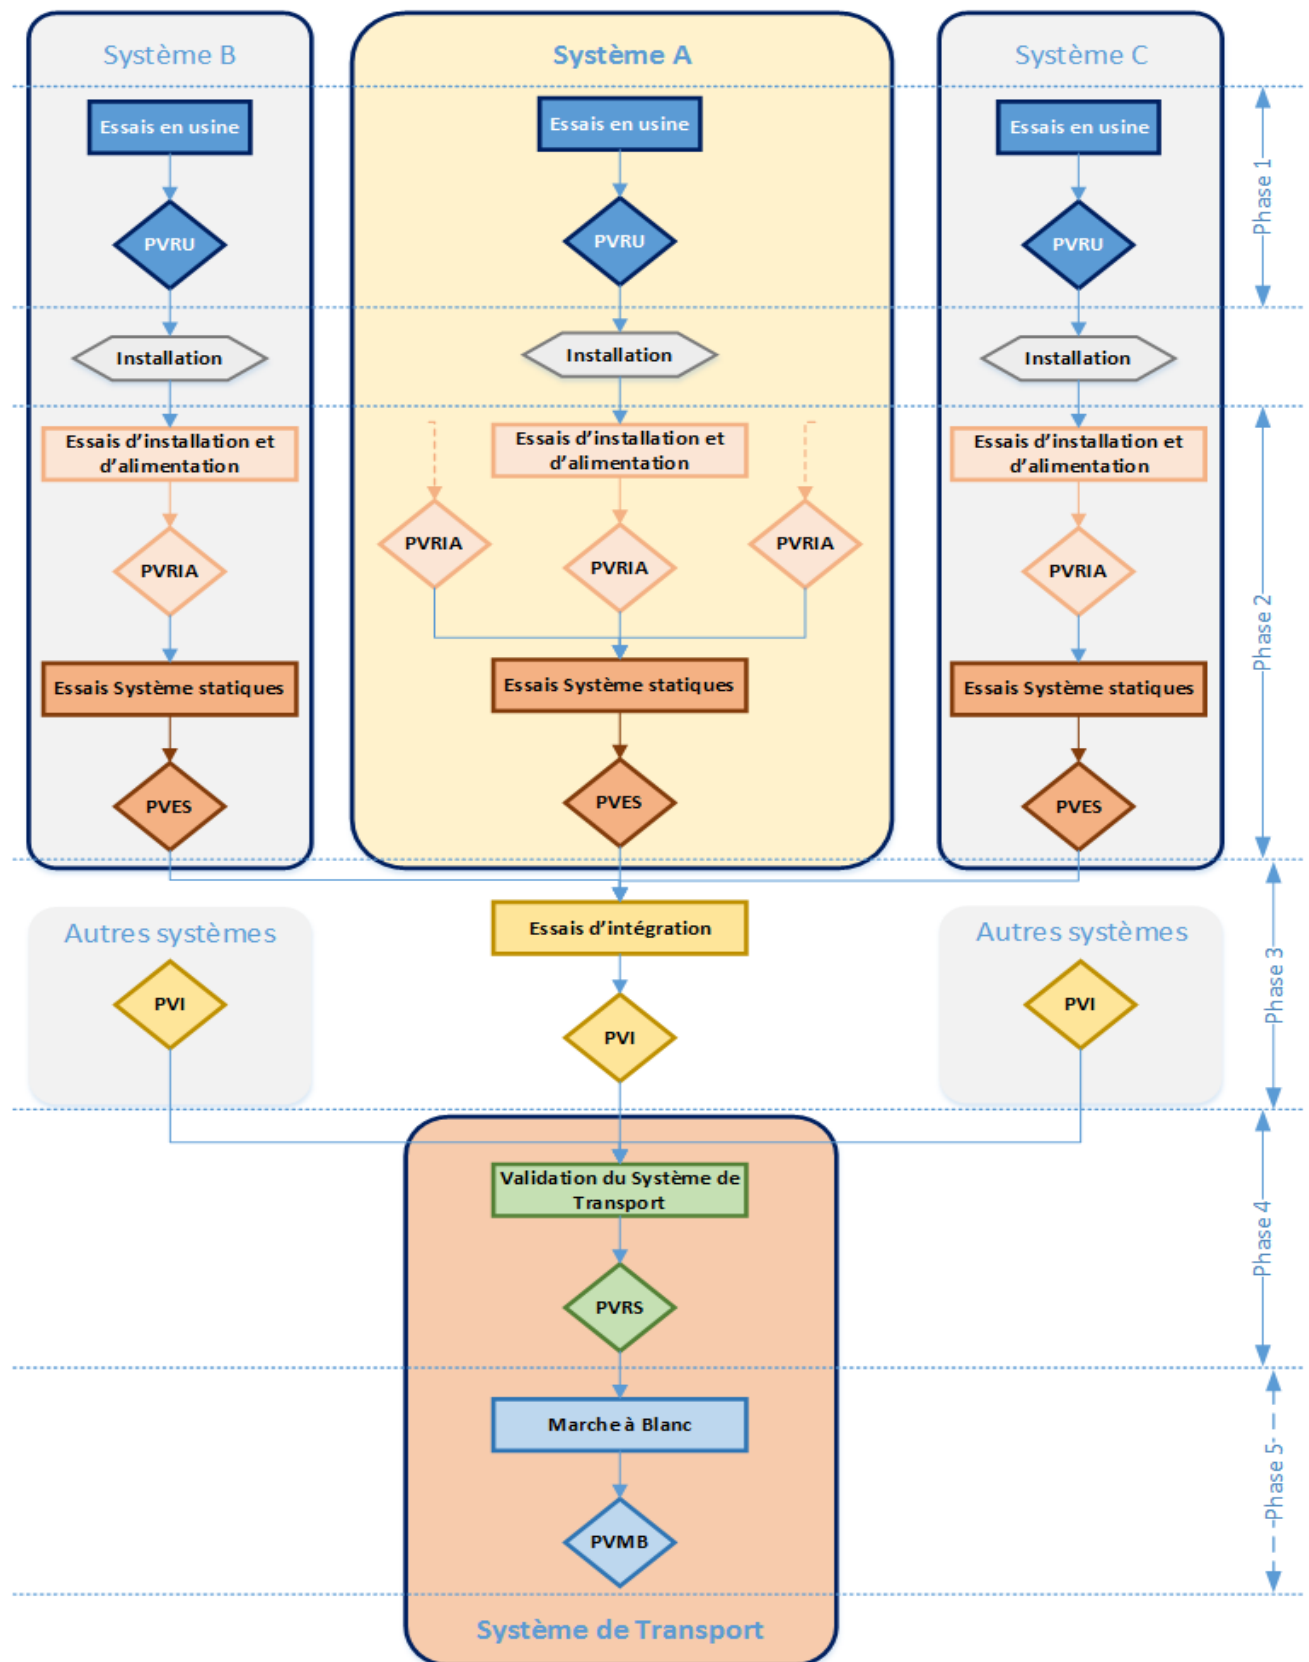 Système B
Système A
Système C
Essais en usine
Essais en usine
Essais en usine
Phase 1
PVRU
PVRU
PVRU
Installation
Installation
Installation
Essais d'installation et
d'alimentation
Essais d'installation et
d'alimentation
Essais d'installation et
d'alimentation
PVRIA
PVRIA
PVRIA
PVRIA
PVRIA
Phase 2
Essais Système statiques
Essais Système statiques
Essais Système statiques
PVES
PVES
PVES
Autres systèmes
Essais d'intégration
Autres systèmes
Phase 3
PVI
PVI
PVI
Validation du Système de
Transport
Phase 4
PVRS
Marche à Blanc
Phase 5
PVMB
Système de Transport